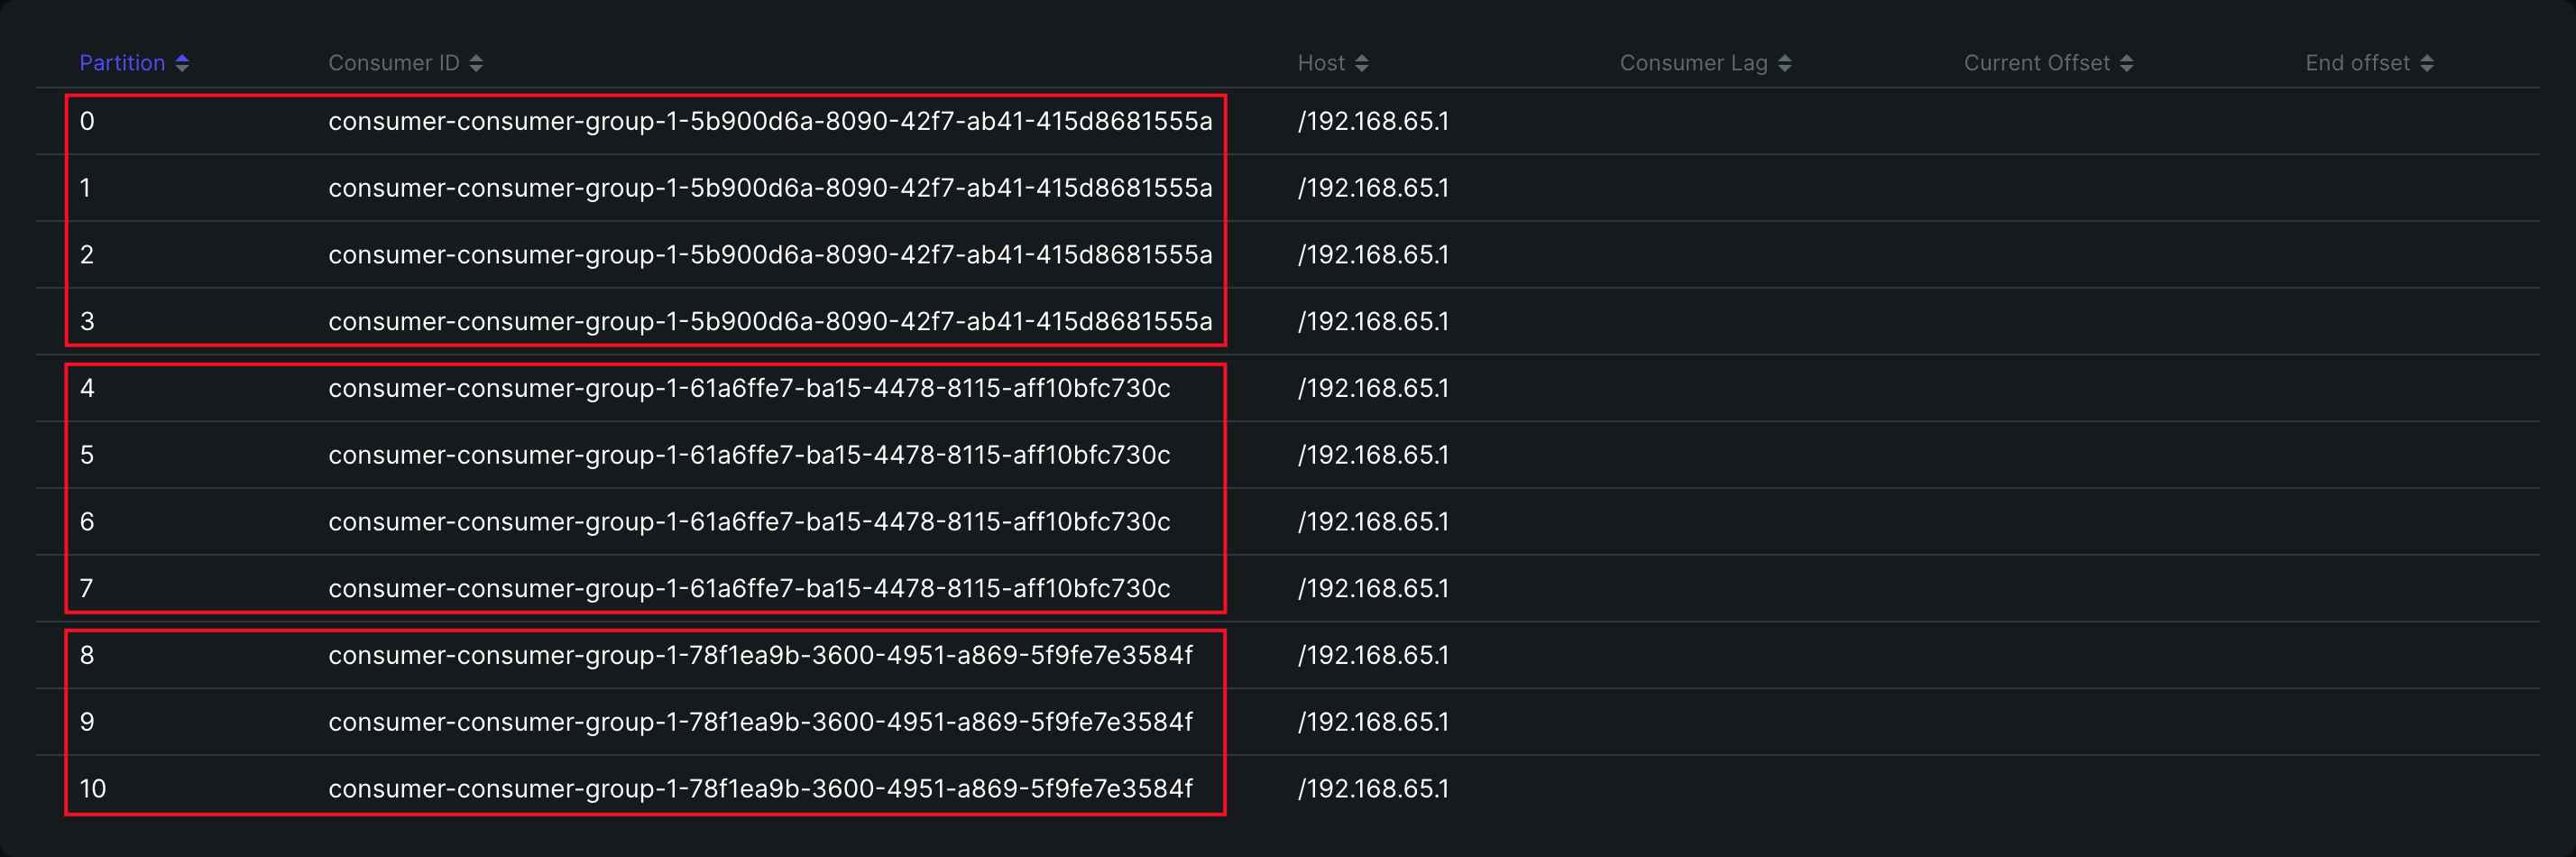 Partition Consumer ID Host Consumer Lag Current Offset End offset
0 consumer-consumer-group-1-5b900d6a-8090-42f7-ab41-415d8681555a /192.168.65.1
1 consumer-consumer-group-1-5b900d6a-8090-42f7-ab41-415d8681555a /192.168.65.1
2 consumer-consumer-group-1-5b900d6a-8090-42f7-ab41-415d8681555a /192.168.65.1
3 consumer-consumer-group-1-5b900d6a-8090-42f7-ab41-415d8681555a /192.168.65.1
4 consumer-consumer-group-1-61a6ffe7-ba15-4478-8115-aff10bfc730c /192.168.65.1
5 consumer-consumer-group-1-61a6ffe7-ba15-4478-8115-aff10bfc730c /192.168.65.1
6 consumer-consumer-group-1-61a6ffe7-ba15-4478-8115-aff10bfc730c /192.168.65.1
7 consumer-consumer-group-1-61a6ffe7-ba15-4478-8115-aff10bfc730c /192.168.65.1
8 consumer-consumer-group-1-78f1ea9b-3600-4951-a869-5f9fe7e3584f /192.168.65.1
9 consumer-consumer-group-1-78f1ea9b-3600-4951-a869-5f9fe7e3584f /192.168.65.1
10 consumer-consumer-group-1-78f1ea9b-3600-4951-a869-5f9fe7e3584f /192.168.65.1